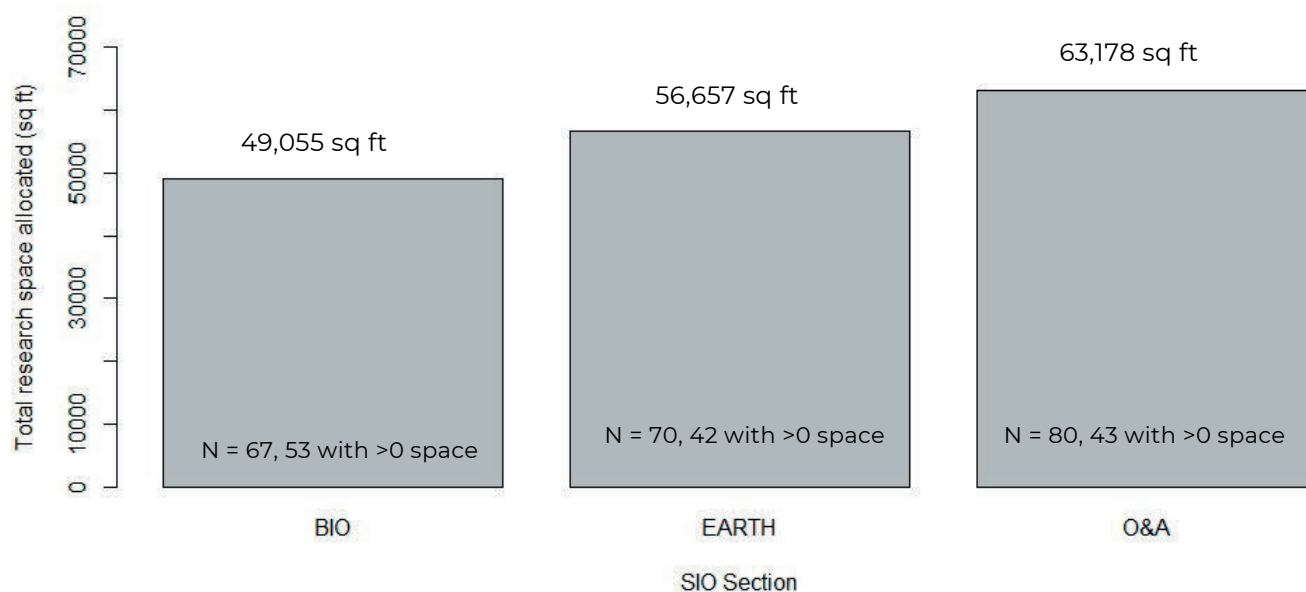 Total research space allocated (sq ft)
70000
50000
30000
10000
0
49,055 sq ft
56,657 sq ft
63,178 sq ft
N = 67, 53 with >0 space
N = 70, 42 with >0 space
N = 80, 43 with >0 space
BIO
EARTH
O&A
SIO Section